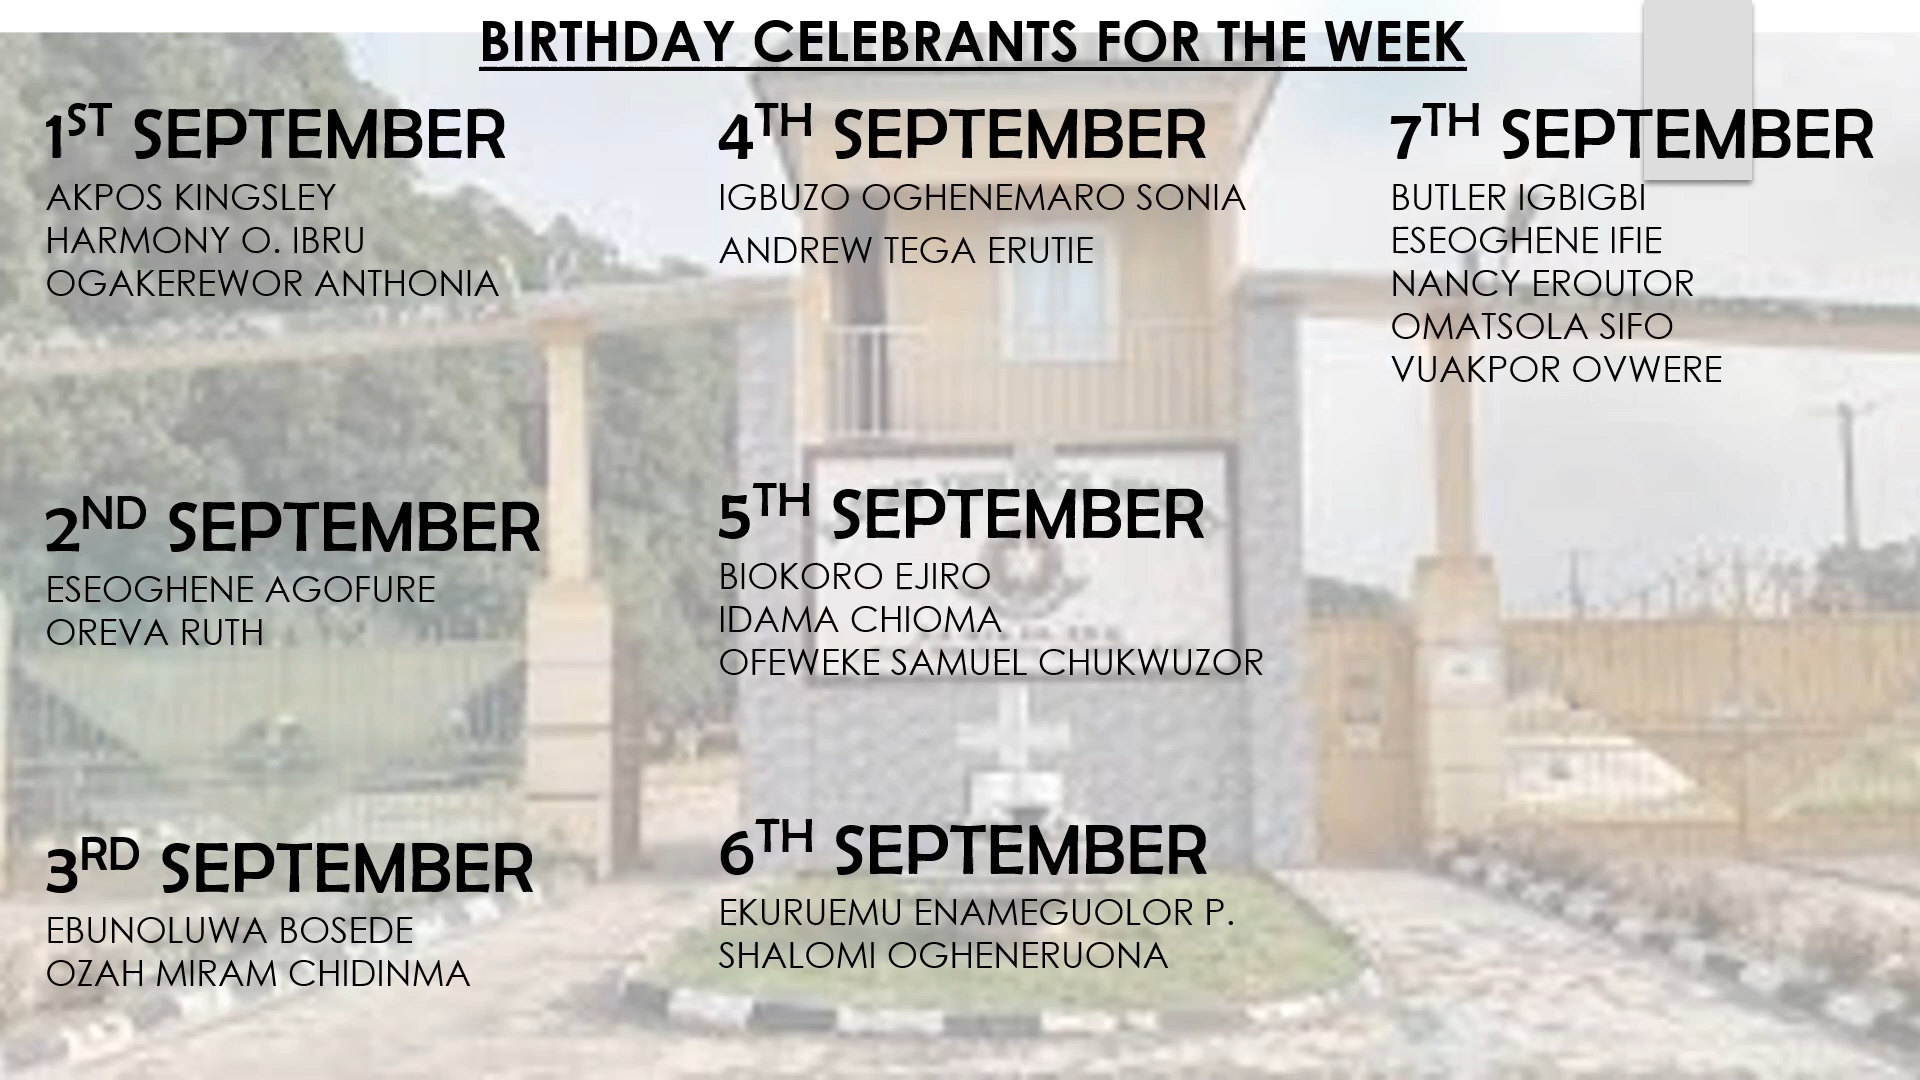 BIRTHDAY CELEBRANTS FOR THE WEEK
1ST SEPTEMBER
AKPOS KINGSLEY
HARMONY O. IBRU
OGAKEREWOR ANTHONIA
2ND SEPTEMBER
ESEOGHENE AGOFURE
OREVA RUTH
3RD SEPTEMBER
EBUNOLUWA BOSEDE
OZAH MIRAM CHIDINMA
4TH SEPTEMBER
IGBUZO OGHENEMARO SONIA
ANDREW TEGA ERUTIE
5TH SEPTEMBER
BIOKORO EJIRO
IDAMA CHIOMA
OFEWEKE SAMUEL CHUKWUZOR
6TH SEPTEMBER
EKURUEMU ENAMEGUOLOR P.
SHALOMI OGHENERUONA
7TH SEPTEMBER
BUTLER IGBIGBI
ESEOGHENE IFIE
NANCY EROUTOR
OMATSOLA SIFO
VUAKPOR OVWERE